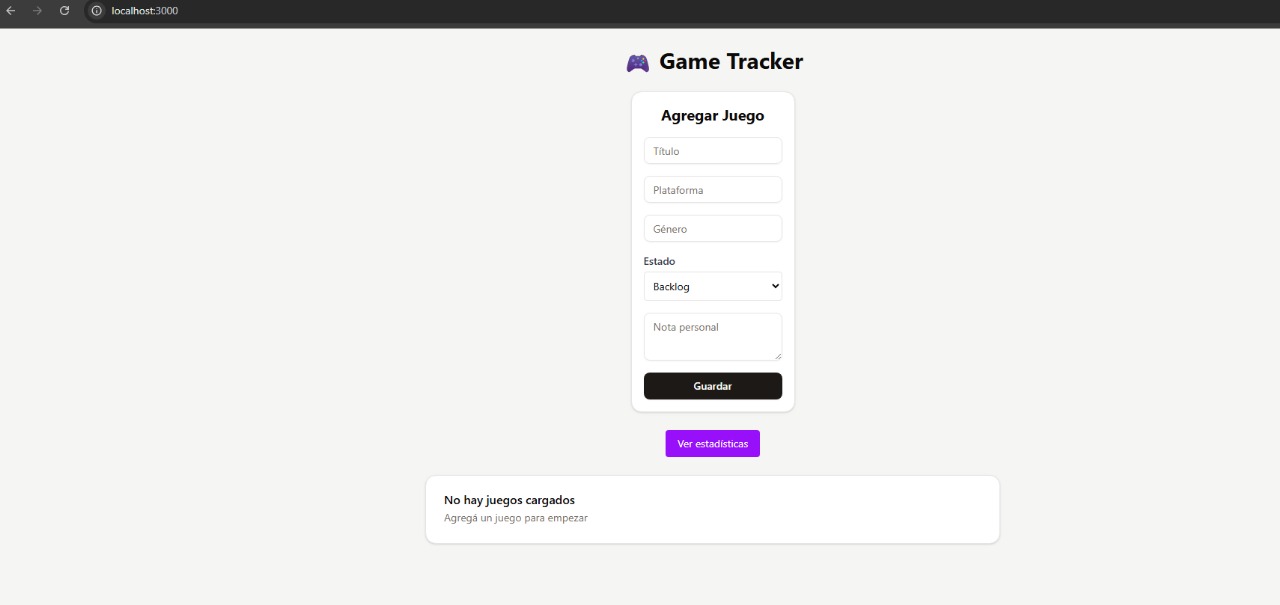 localhost:3000
🎮 Game Tracker
Agregar Juego
Título
Plataforma
Género
Estado
Backlog
Nota personal
Guardar
Ver estadísticas
No hay juegos cargados
Agregá un juego para empezar